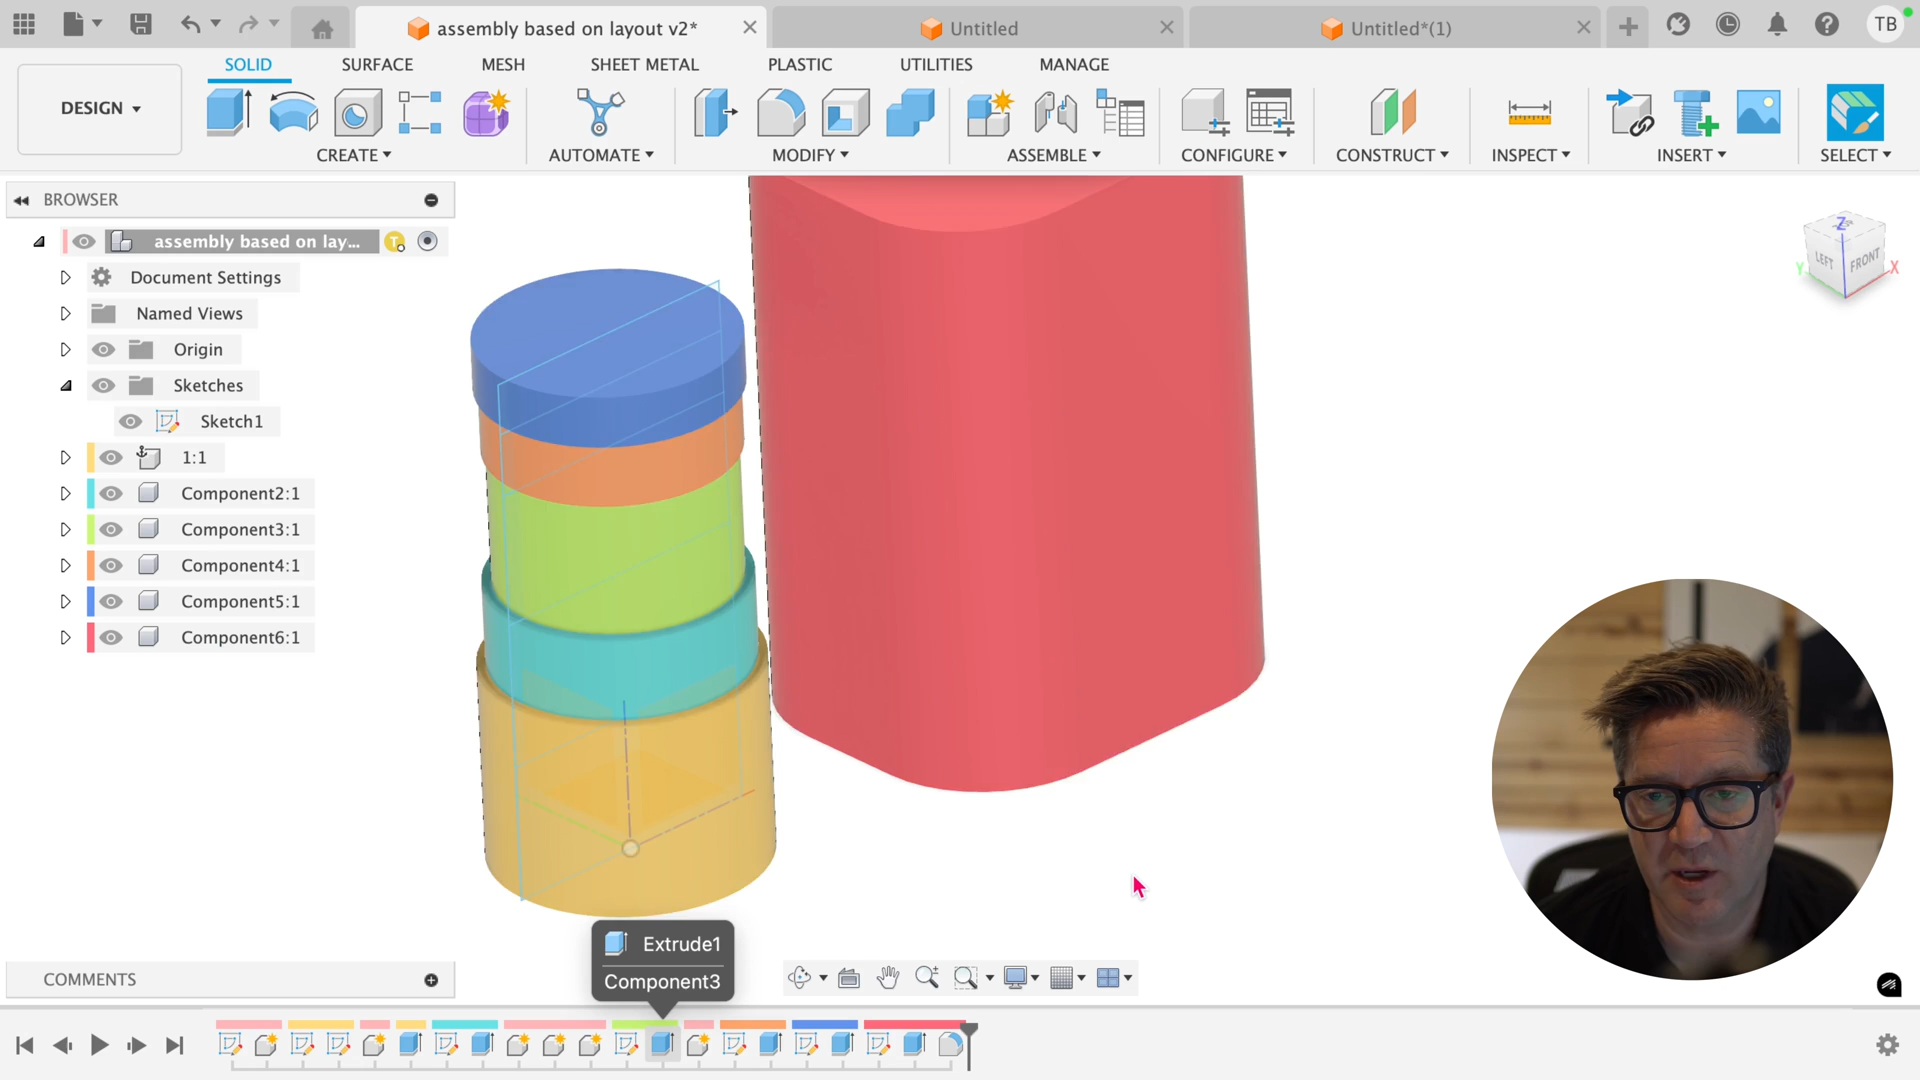 assembly based on layout v2*
Untitled
Untitled*(1)
TB
DESIGN
SOLID
SURFACE
MESH
SHEET METAL
PLASTIC
UTILITIES
MANAGE
CREATE
AUTOMATE
MODIFY
ASSEMBLE
CONFIGURE
CONSTRUCT
INSPECT
INSERT
SELECT
BROWSER
assembly based on lay...
Document Settings
Named Views
Origin
Sketches
Sketch1
1:1
Component2:1
Component3:1
Component4:1
Component5:1
Component6:1
Z
LEFT
FRONT
Y
X
Extrude1
Component3
COMMENTS